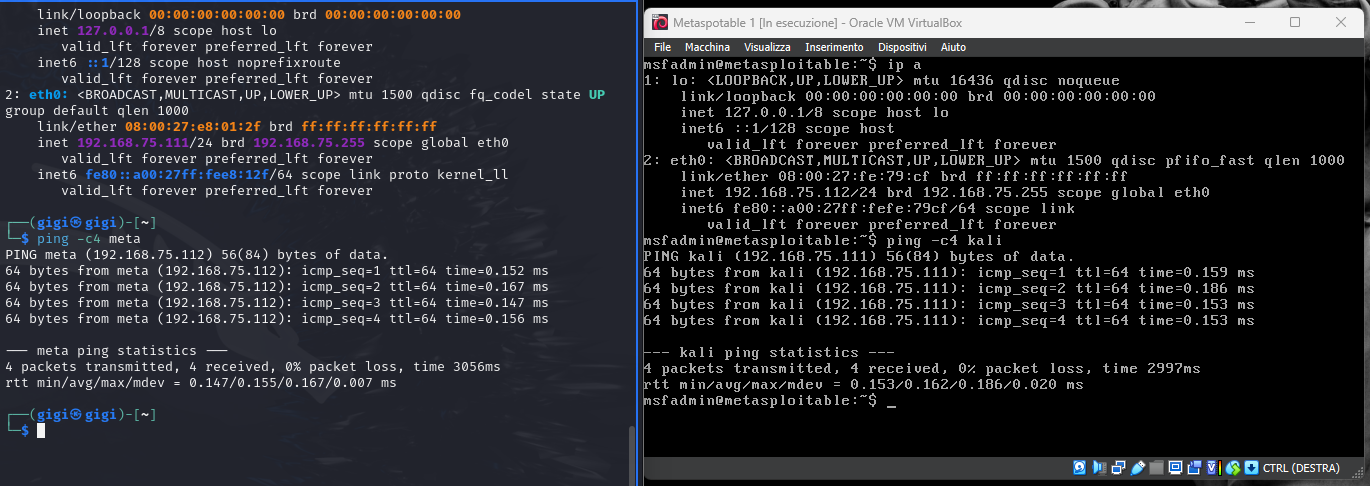 link/loopback 00:00:00:00:00:00 brd 00:00:00:00:00:00
inet 127.0.0.1/8 scope host lo
valid_lft forever preferred_lft forever
inet6 ::1/128 scope host noprefixroute
valid_lft forever preferred_lft forever
2: eth0: <BROADCAST,MULTICAST,UP,LOWER_UP> mtu 1500 qdisc fq_codel state UP
group default qlen 1000
link/ether 08:00:27:e8:01:2f brd ff:ff:ff:ff:ff:ff
inet 192.168.75.111/24 brd 192.168.75.255 scope global eth0
valid_lft forever preferred_lft forever
inet6 fe80::a00:27ff:fee8:12f/64 scope link proto kernel_ll
valid_lft forever preferred_lft forever
┌──(gigi㉿gigi)-[~]
└─$ ping -c4 meta
PING meta (192.168.75.112) 56(84) bytes of data.
64 bytes from meta (192.168.75.112): icmp_seq=1 ttl=64 time=0.152 ms
64 bytes from meta (192.168.75.112): icmp_seq=2 ttl=64 time=0.167 ms
64 bytes from meta (192.168.75.112): icmp_seq=3 ttl=64 time=0.147 ms
64 bytes from meta (192.168.75.112): icmp_seq=4 ttl=64 time=0.156 ms
--- meta ping statistics ---
4 packets transmitted, 4 received, 0% packet loss, time 3056ms
rtt min/avg/max/mdev = 0.147/0.155/0.167/0.007 ms
┌──(gigi㉿gigi)-[~]
└─$
Metaspotable 1 [In esecuzione] - Oracle VM VirtualBox
File Macchina Visualizza Inserimento Dispositivi Aiuto
msfadmin@metasploitable:~$ ip a
1: lo: <LOOPBACK,UP,LOWER_UP> mtu 16436 qdisc noqueue
link/loopback 00:00:00:00:00:00 brd 00:00:00:00:00:00
inet 127.0.0.1/8 scope host lo
inet6 ::1/128 scope host
valid_lft forever preferred_lft forever
2: eth0: <BROADCAST,MULTICAST,UP,LOWER_UP> mtu 1500 qdisc pfifo_fast qlen 1000
link/ether 08:00:27:fe:79:cf brd ff:ff:ff:ff:ff:ff
inet 192.168.75.112/24 brd 192.168.75.255 scope global eth0
inet6 fe80::a00:27ff:fefe:79cf/64 scope link
valid_lft forever preferred_lft forever
msfadmin@metasploitable:~$ ping -c4 kali
PING kali (192.168.75.111) 56(84) bytes of data.
64 bytes from kali (192.168.75.111): icmp_seq=1 ttl=64 time=0.159 ms
64 bytes from kali (192.168.75.111): icmp_seq=2 ttl=64 time=0.186 ms
64 bytes from kali (192.168.75.111): icmp_seq=3 ttl=64 time=0.153 ms
64 bytes from kali (192.168.75.111): icmp_seq=4 ttl=64 time=0.153 ms
--- kali ping statistics ---
4 packets transmitted, 4 received, 0% packet loss, time 2997ms
rtt min/avg/max/mdev = 0.153/0.162/0.186/0.020 ms
msfadmin@metasploitable:~$ _
CTRL (DESTRA)